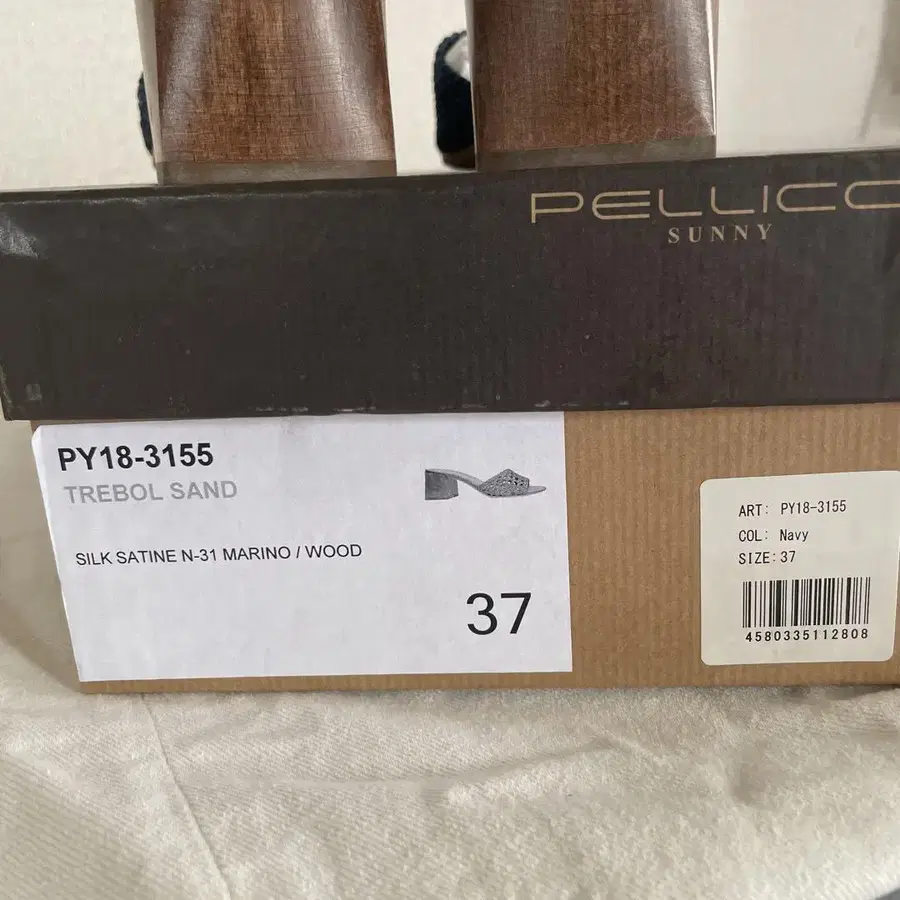 PELLICO
SUNNY
PY18-3155
TREBOL SAND
SILK SATINE N-31 MARINO / WOOD
37
ART: PY18-3155
COL: Navy
SIZE: 37
4580335112808